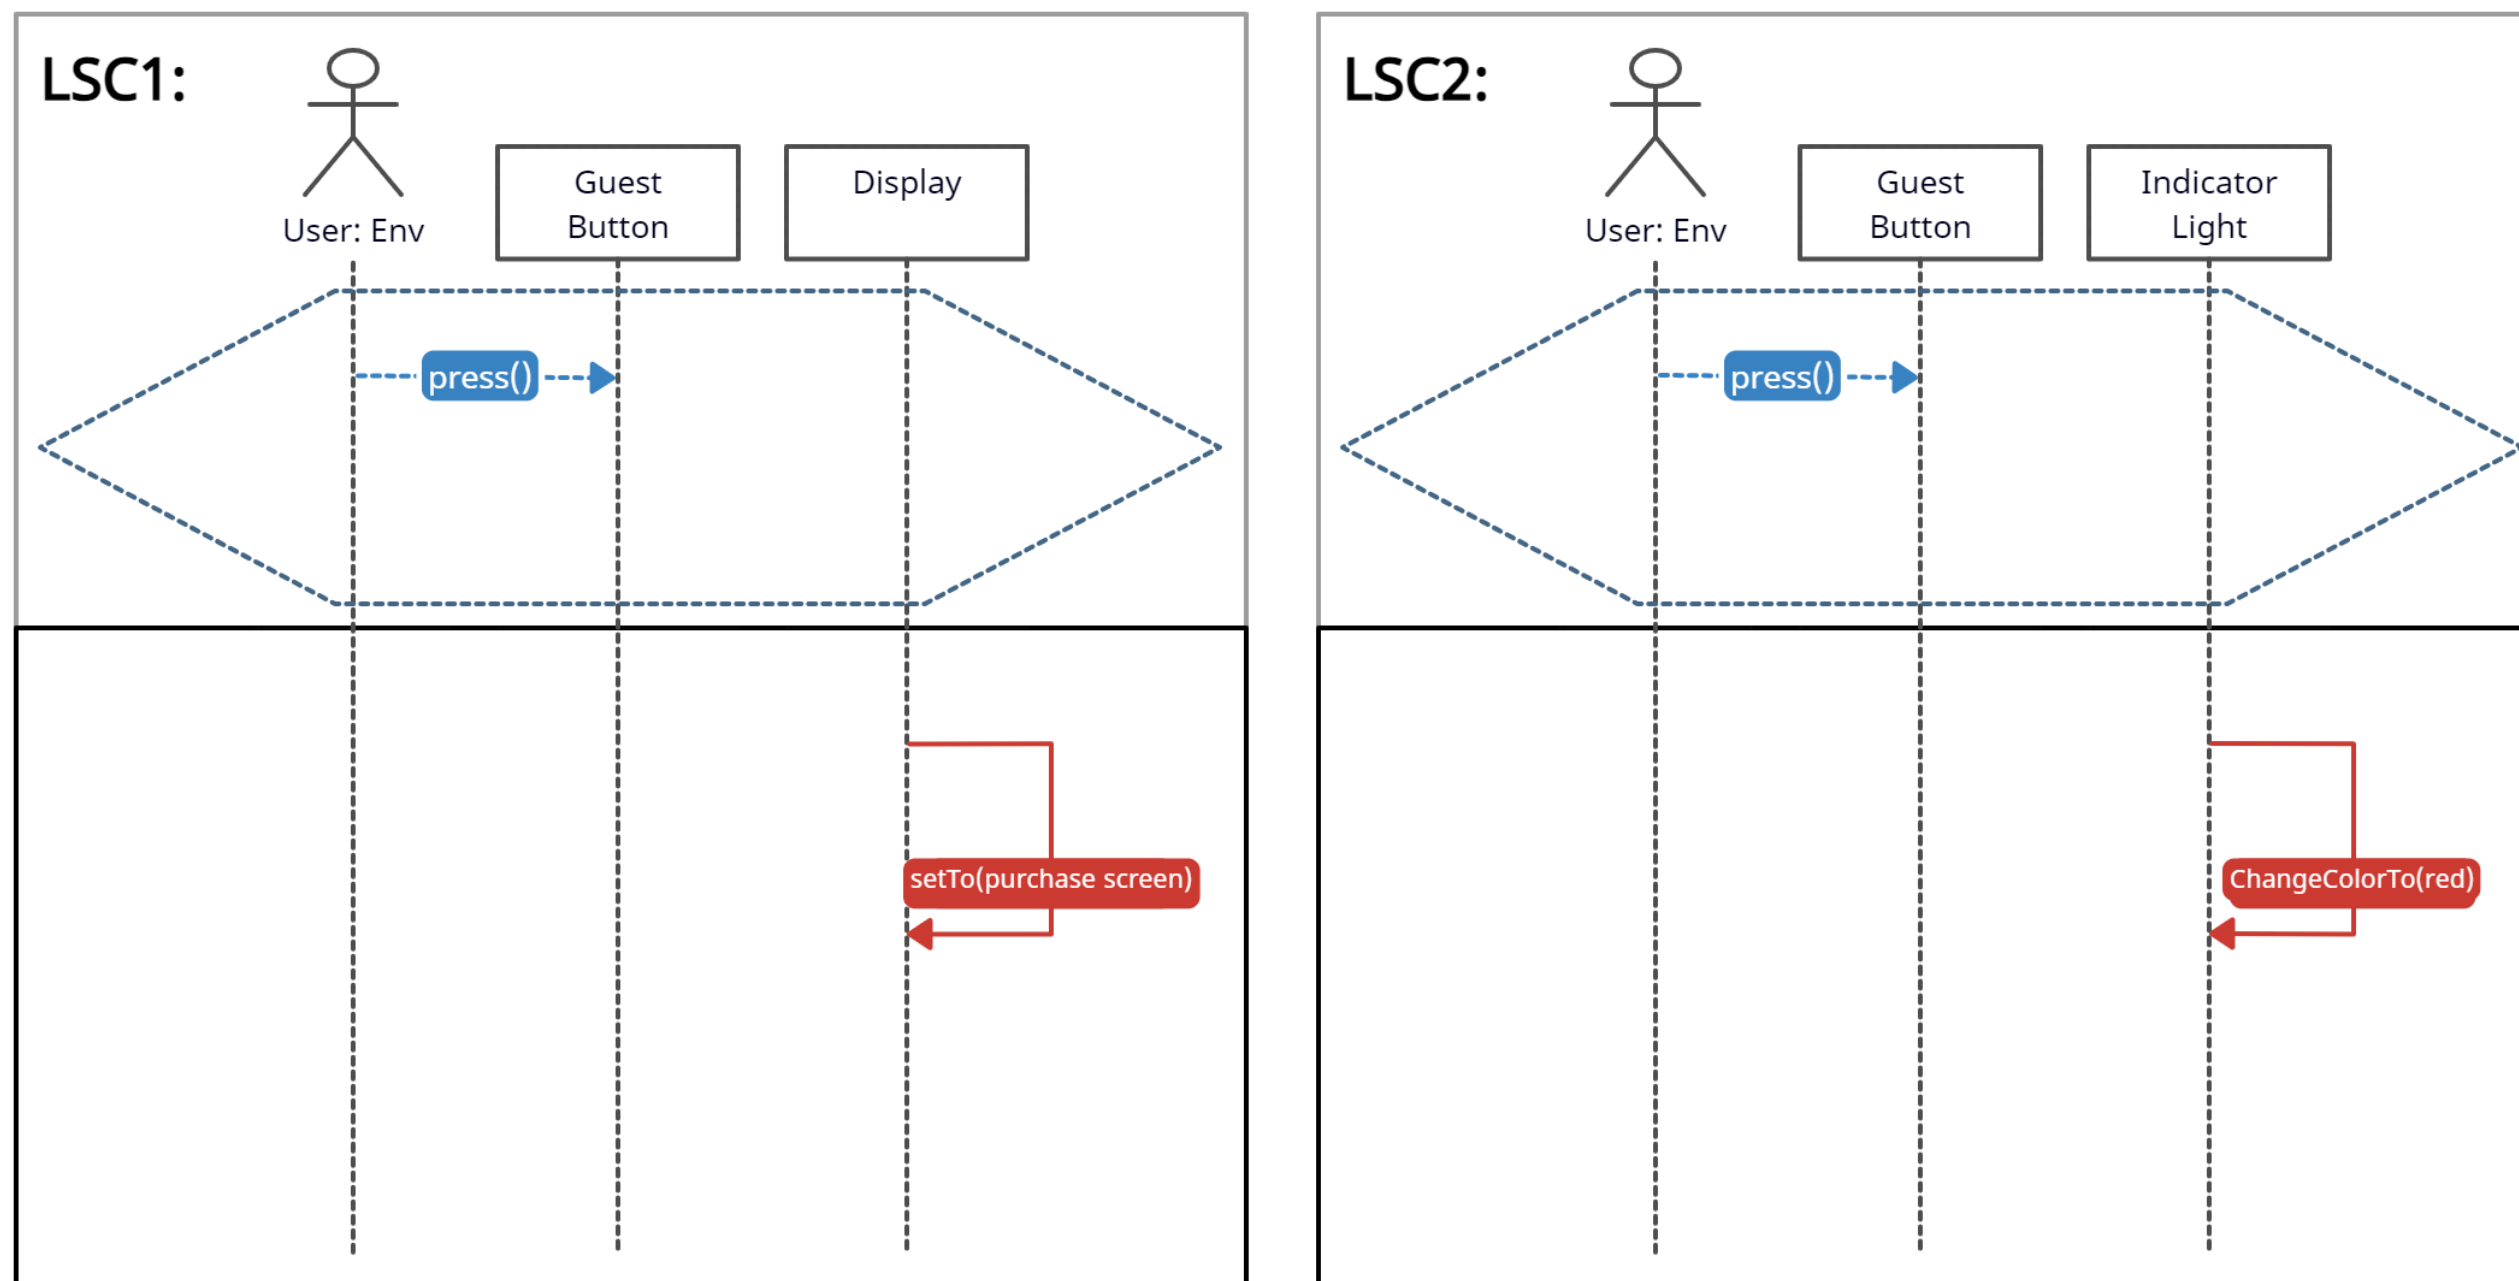 LSC1:
User: Env
Guest
Button
Display
press()
setTo(purchase screen)
LSC2:
User: Env
Guest
Button
Indicator
Light
press()
ChangeColorTo(red)